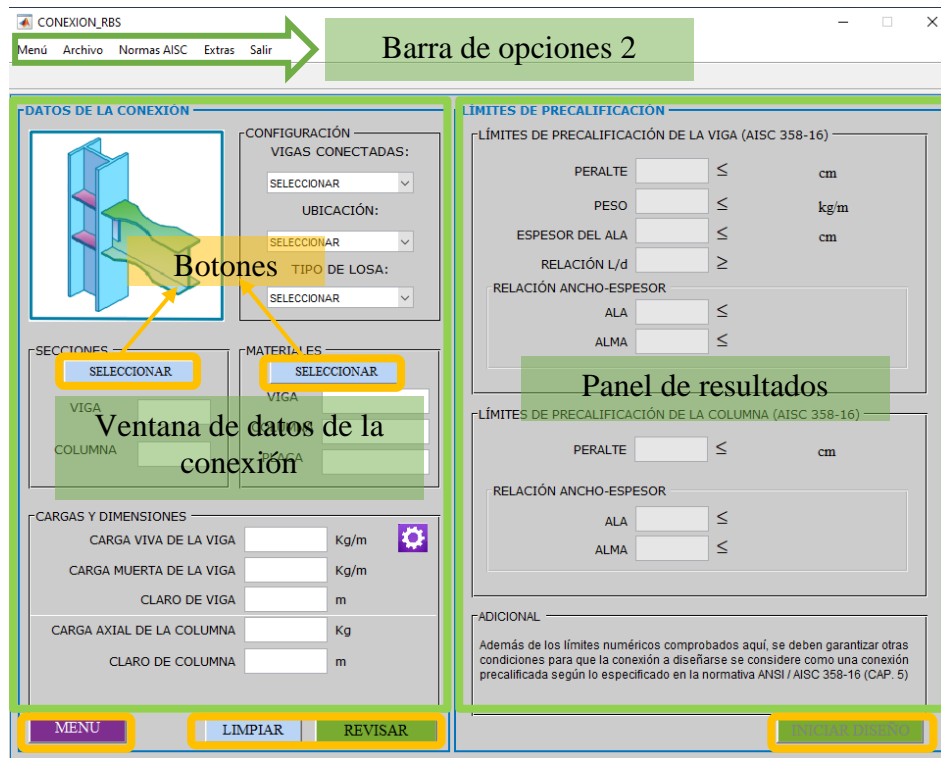 CONEXION_RBS
Menú Archivo Normas AISC Extras Salir
Barra de opciones 2
DATOS DE LA CONEXIÓN
CONFIGURACIÓN
VIGAS CONECTADAS:
SELECCIONAR
UBICACIÓN:
SELECCIONAR
Botones
TIPO DE LOSA:
SELECCIONAR
SECCIONES
SELECCIONAR
VIGA
COLUMNA
MATERIALES
SELECCIONAR
VIGA
COLUMNA
PLACA
Ventana de datos de la
conexión
CARGAS Y DIMENSIONES
CARGA VIVA DE LA VIGA Kg/m
CARGA MUERTA DE LA VIGA Kg/m
CLARO DE VIGA m
CARGA AXIAL DE LA COLUMNA Kg
CLARO DE COLUMNA m
MENÚ LIMPIAR REVISAR
LÍMITES DE PRECALIFICACIÓN
LÍMITES DE PRECALIFICACIÓN DE LA VIGA (AISC 358-16)
PERALTE ≤ cm
PESO ≤ kg/m
ESPESOR DEL ALA ≤ cm
RELACIÓN L/d ≥
RELACIÓN ANCHO-ESPESOR
ALA ≤
ALMA ≤
Panel de resultados
LÍMITES DE PRECALIFICACIÓN DE LA COLUMNA (AISC 358-16)
PERALTE ≤ cm
RELACIÓN ANCHO-ESPESOR
ALA ≤
ALMA ≤
ADICIONAL
Además de los límites numéricos comprobados aquí, se deben garantizar otras
condiciones para que la conexión a diseñarse se considere como una conexión
precalificada según lo especificado en la normativa ANSI / AISC 358-16 (CAP. 5)
INICIAR DISEÑO